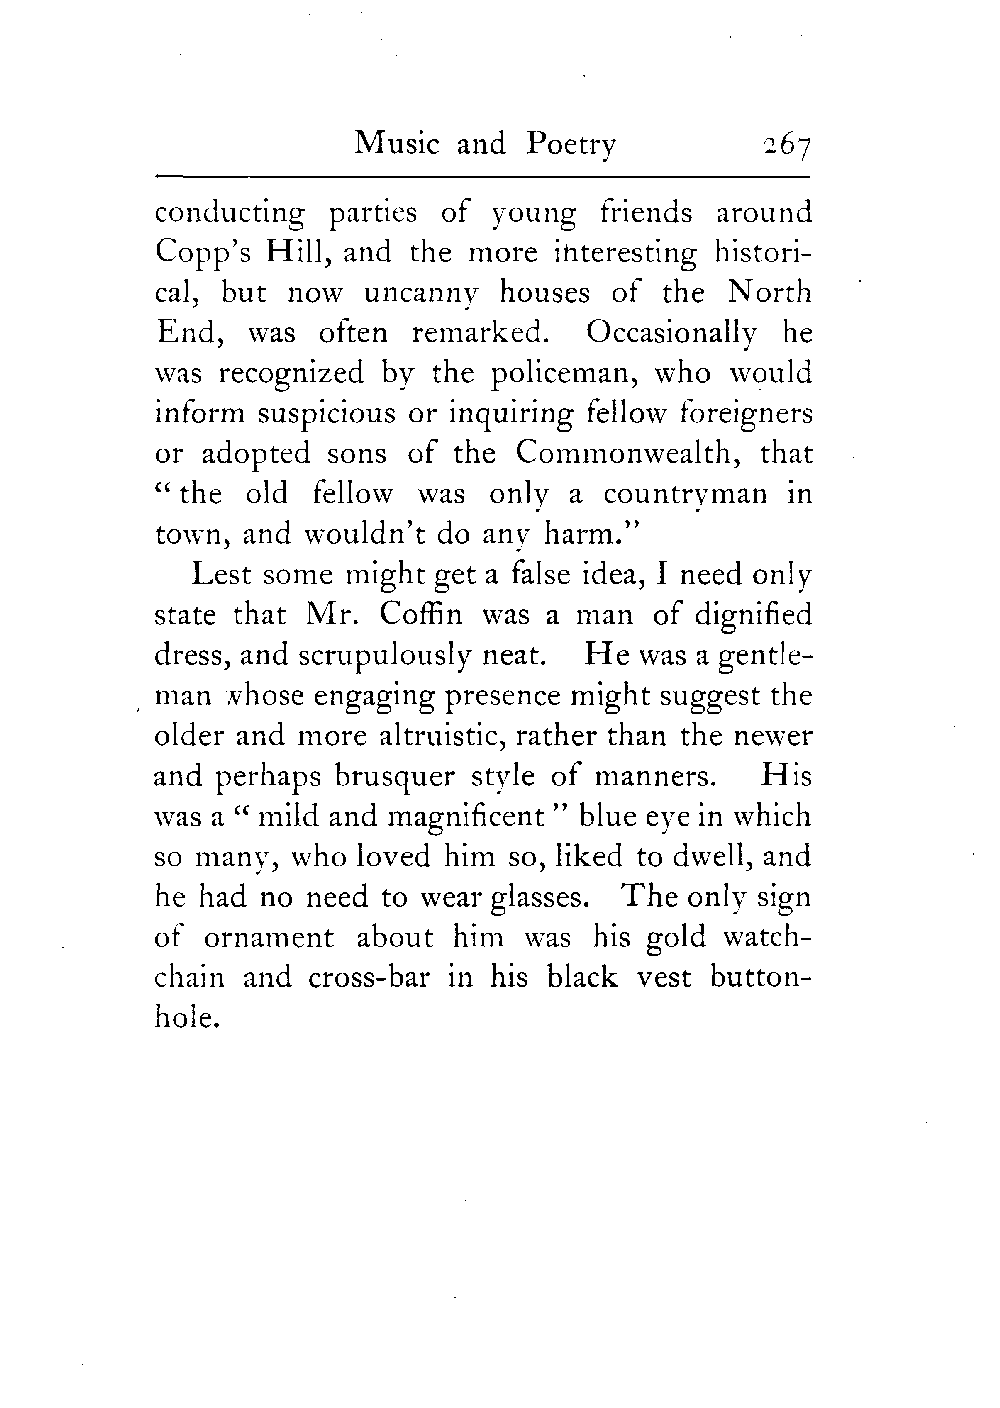 Music and Poetry 267
conducting parties of young friends around
Copp's Hill, and the more interesting histori-
cal, but now uncanny houses of the North
End, was often remarked. Occasionally he
was recognized by the policeman, who would
inform suspicious or inquiring fellow foreigners
or adopted sons of the Commonwealth, that
“ the old fellow was only a countryman in
town, and wouldn't do any harm.”
Lest some might get a false idea, I need only
state that Mr. Coffin was a man of dignified
dress, and scrupulously neat. He was a gentle-
man whose engaging presence might suggest the
older and more altruistic, rather than the newer
and perhaps brusquer style of manners. His
was a “ mild and magnificent ” blue eye in which
so many, who loved him so, liked to dwell, and
he had no need to wear glasses. The only sign
of ornament about him was his gold watch-
chain and cross-bar in his black vest button-
hole.